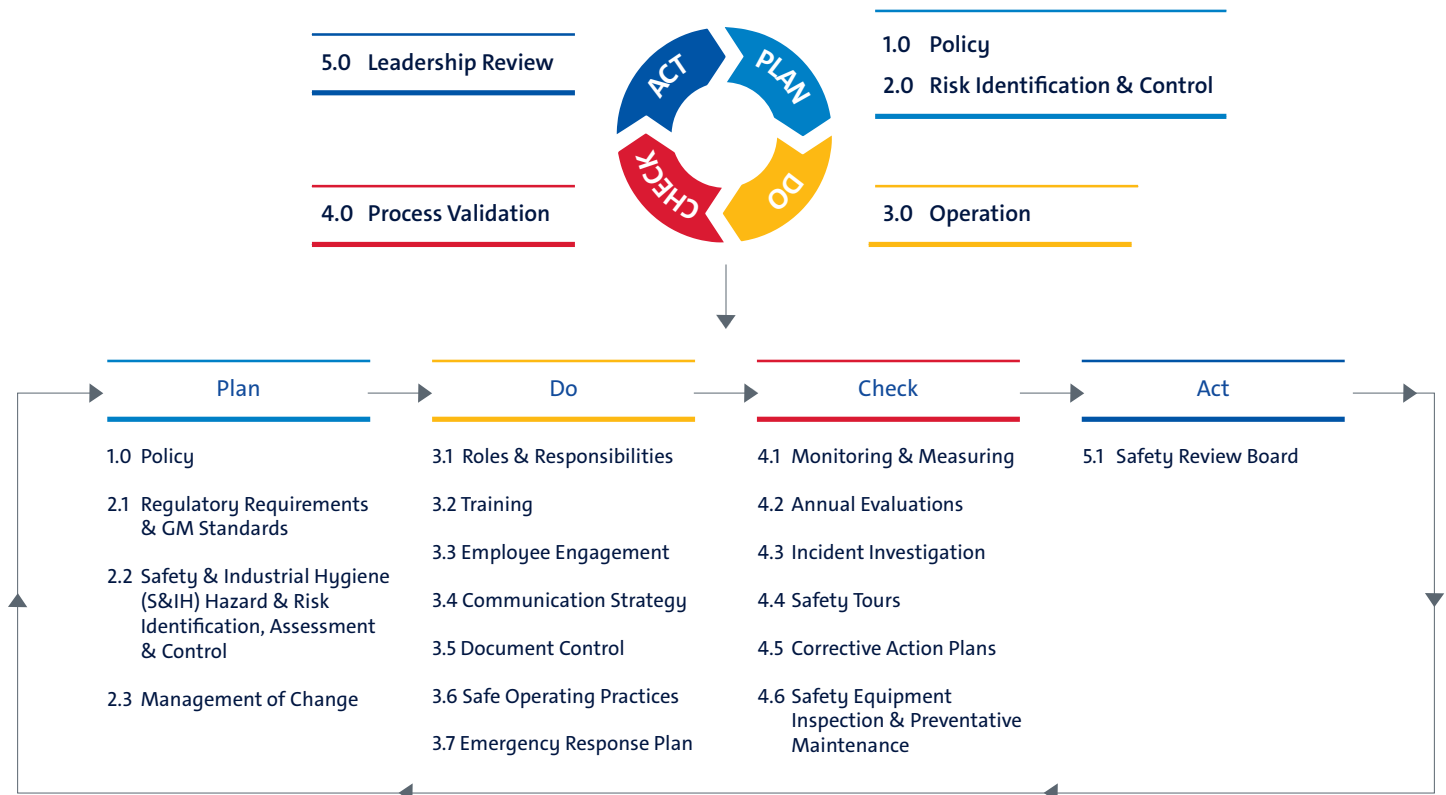 5.0 Leadership Review
ACT
PLAN
1.0 Policy
2.0 Risk Identification & Control
4.0 Process Validation
CHECK
DO
3.0 Operation
Plan
1.0 Policy
2.1 Regulatory Requirements
& GM Standards
2.2 Safety & Industrial Hygiene
(S&IH) Hazard & Risk
Identification, Assessment
& Control
2.3 Management of Change
Do
3.1 Roles & Responsibilities
3.2 Training
3.3 Employee Engagement
3.4 Communication Strategy
3.5 Document Control
3.6 Safe Operating Practices
3.7 Emergency Response Plan
Check
4.1 Monitoring & Measuring
4.2 Annual Evaluations
4.3 Incident Investigation
4.4 Safety Tours
4.5 Corrective Action Plans
4.6 Safety Equipment
Inspection & Preventative
Maintenance
Act
5.1 Safety Review Board